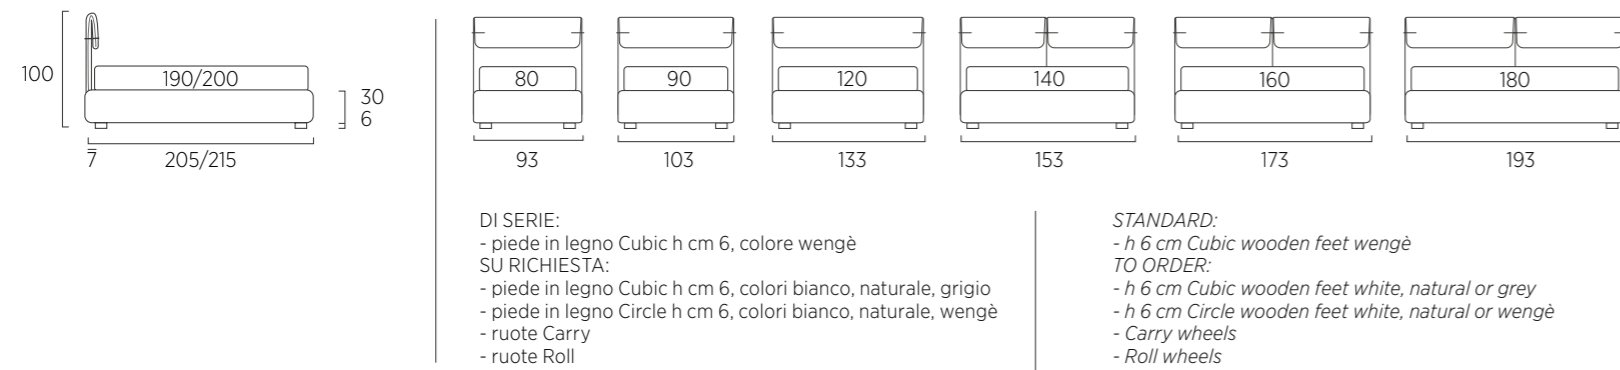 100
190/200
30
6
7
205/215
80
90
120
140
160
180
93
103
133
153
173
193
DI SERIE:
- piede in legno Cubic h cm 6, colore wengè
SU RICHIESTA:
- piede in legno Cubic h cm 6, colori bianco, naturale, grigio
- piede in legno Circle h cm 6, colori bianco, naturale, wengè
- ruote Carry
- ruote Roll
STANDARD:
- h 6 cm Cubic wooden feet wengè
TO ORDER:
- h 6 cm Cubic wooden feet white, natural or grey
- h 6 cm Circle wooden feet white, natural or wengè
- Carry wheels
- Roll wheels